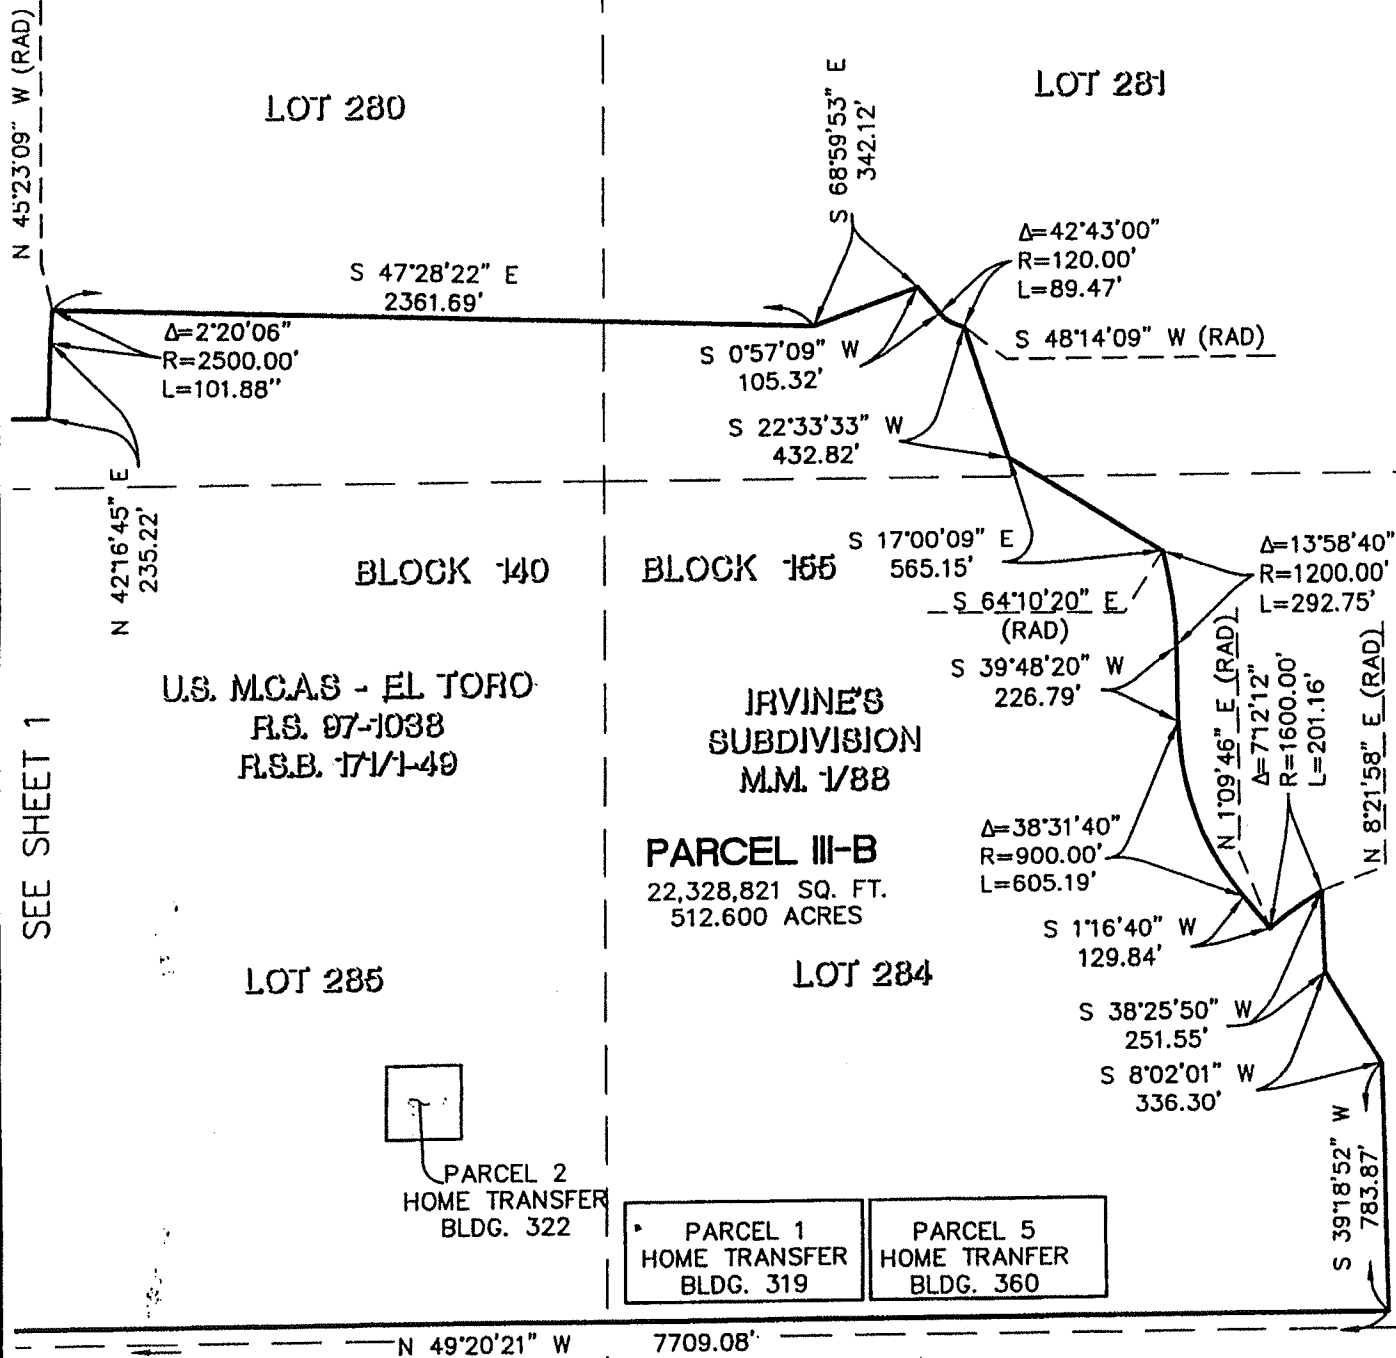 N 45°23'09" W (RAD)
LOT 280
LOT 281
S 68°59'53" E
342.12'
Δ=42°43'00"
R=120.00'
L=89.47'
S 47°28'22" E
2361.69'
Δ=2°20'06"
R=2500.00'
L=101.88"
S 0°57'09" W
105.32'
S 48°14'09" W (RAD)
S 22°33'33" W
432.82'
N 42°16'45" E
235.22'
BLOCK 140
BLOCK 155
S 17°00'09" E
565.15'
Δ=13°58'40"
R=1200.00'
L=292.75'
S 64°10'20" E
(RAD)
S 39°48'20" W
226.79'
N 1°09'46" E (RAD)
Δ=7°12'12"
R=1600.00'
L=201.16'
N 8°21'58" E (RAD)
U.S. M.C.A.S - EL TORO
R.S. 97-1038
R.S.B. 171/1-49
IRVINE'S
SUBDIVISION
M.M. 1/88
SEE SHEET 1
PARCEL III-B
22,328,821 SQ. FT.
512.600 ACRES
Δ=38°31'40"
R=900.00'
L=605.19'
S 1°16'40" W
129.84'
LOT 285
LOT 284
S 38°25'50" W
251.55'
S 8°02'01" W
336.30'
S 39°18'52" W
783.87'
PARCEL 2
HOME TRANSFER
BLDG. 322
PARCEL 1
HOME TRANSFER
BLDG. 319
PARCEL 5
HOME TRANFER
BLDG. 360
N 49°20'21" W 7709.08'